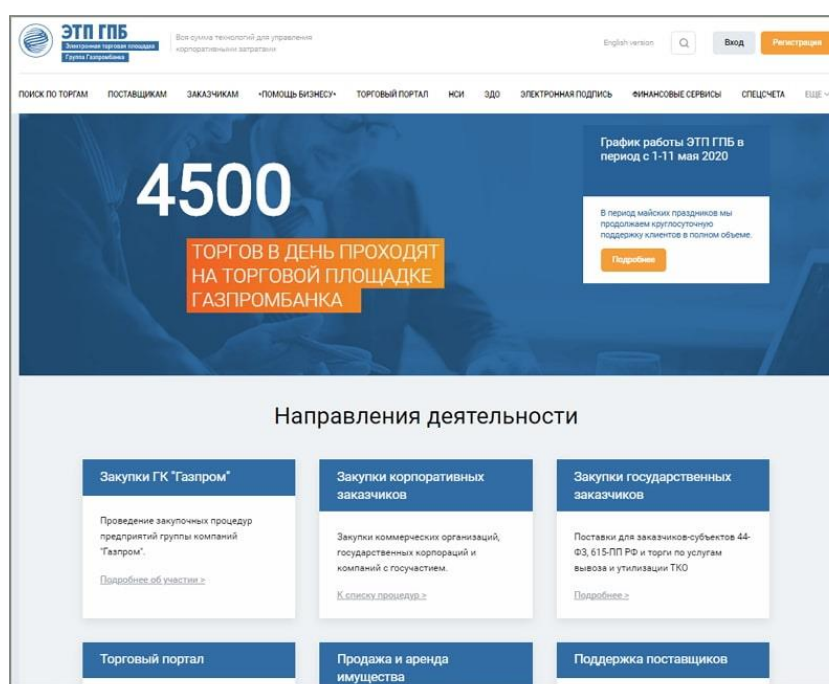 ЭТП ГПБ
Электронная торговая площадка
Группа Газпромбанка
Вся сумма технологий для управления
корпоративными затратами
English version
Вход
Регистрация
ПОИСК ПО ТОРГАМ ПОСТАВЩИКАМ ЗАКАЗЧИКАМ «ПОМОЩЬ БИЗНЕСУ» ТОРГОВЫЙ ПОРТАЛ НСИ ЭДО ЭЛЕКТРОННАЯ ПОДПИСЬ ФИНАНСОВЫЕ СЕРВИСЫ СПЕЦСЧЕТА ЕЩЕ
4500
ТОРГОВ В ДЕНЬ ПРОХОДЯТ
НА ТОРГОВОЙ ПЛОЩАДКЕ
ГАЗПРОМБАНКА
График работы ЭТП ГПБ в
период с 1-11 мая 2020
В период майских праздников мы
продолжаем круглосуточную
поддержку клиентов в полном объеме.
Подробнее
Направления деятельности
Закупки ГК "Газпром"
Проведение закупочных процедур
предприятий группы компаний
"Газпром".
Подробнее об участии >
Закупки корпоративных
заказчиков
Закупки коммерческих организаций,
государственных корпораций и
компаний с госучастием.
К списку процедур >
Закупки государственных
заказчиков
Поставки для заказчиков-субъектов 44-
ФЗ, 615-ПП РФ и торги по услугам
вывоза и утилизации ТКО
Подробнее >
Торговый портал
Продажа и аренда
имущества
Поддержка поставщиков